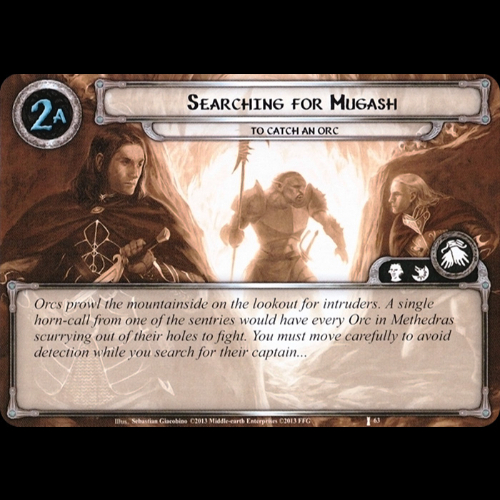 2A
SEARCHING FOR MUGASH
TO CATCH AN ORC
Orcs prowl the mountainside on the lookout for intruders. A single
horn-call from one of the sentries would have every Orc in Methedras
scurrying out of their holes to fight. You must move carefully to avoid
detection while you search for their captain...
Illus. Sebastian Giacobino ©2013 Middle-earth Enterprises ©2013 FFG 63